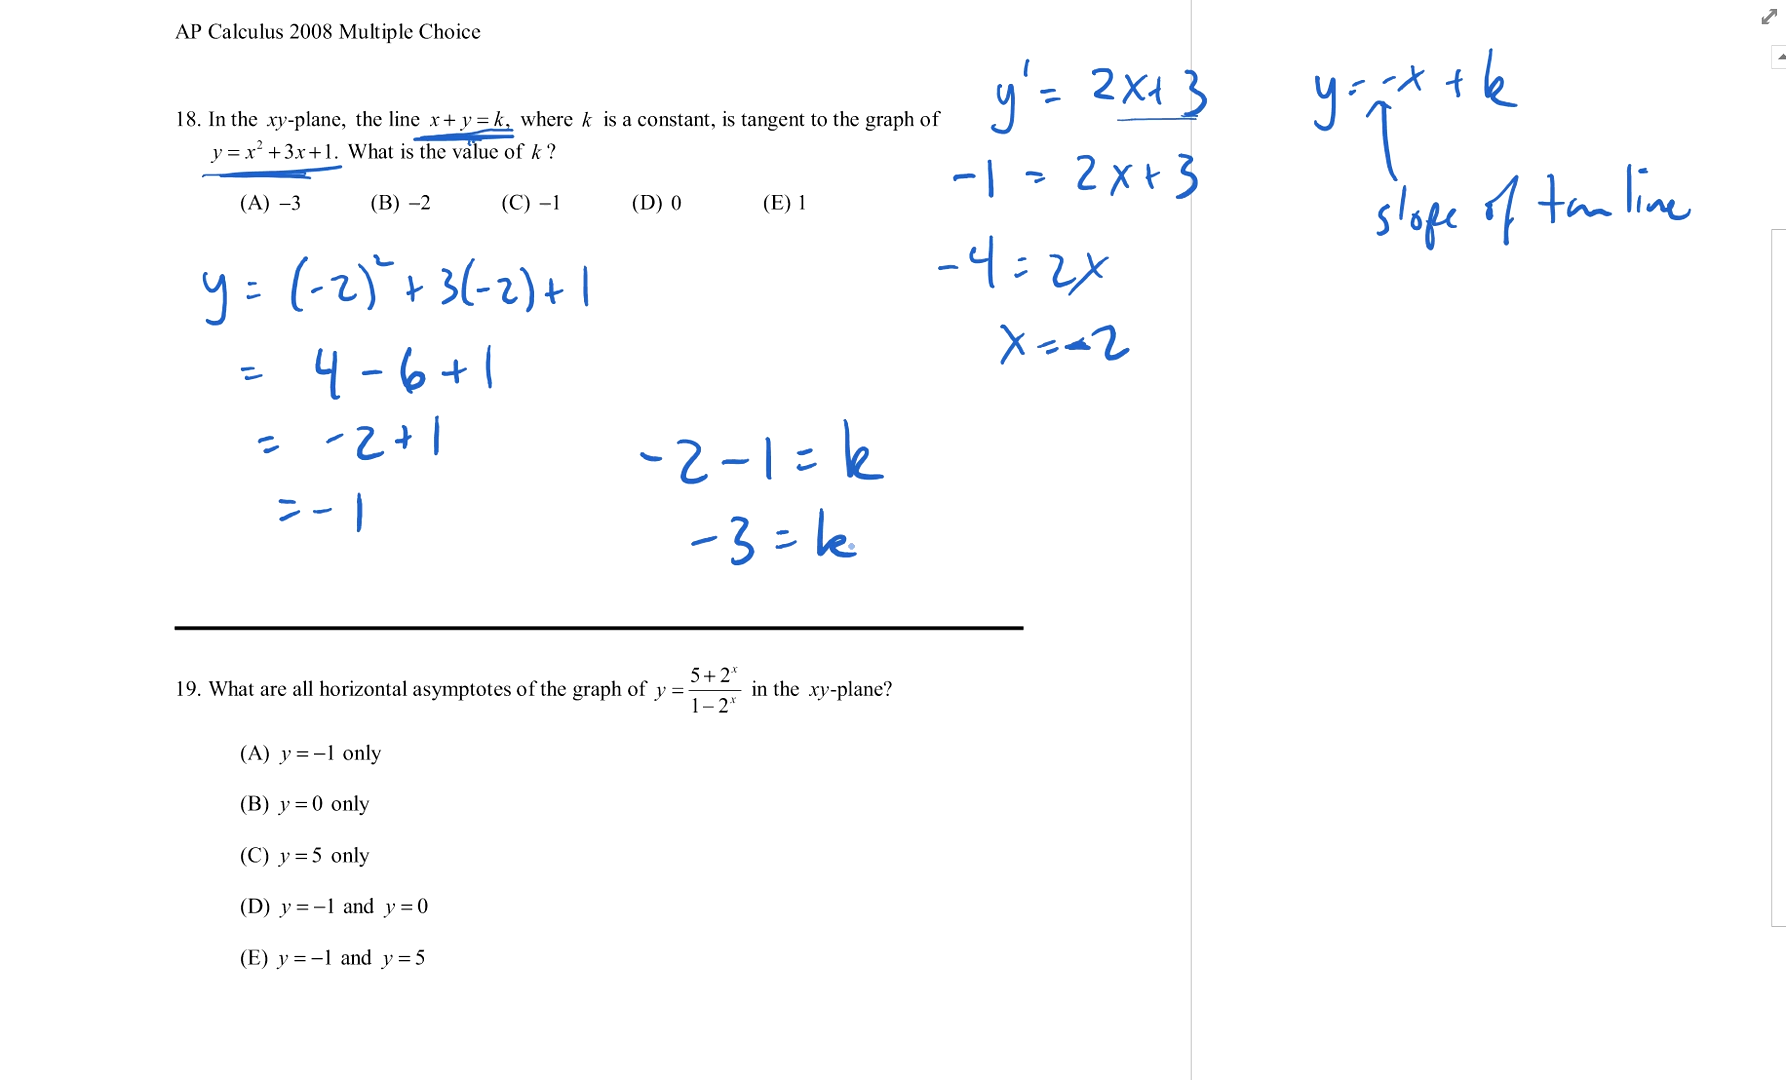 AP Calculus 2008 Multiple Choice
18. In the xy-plane, the line x + y = k, where k is a constant, is tangent to the graph of
y = x² + 3x + 1. What is the value of k ?
(A) −3 (B) −2 (C) −1 (D) 0 (E) 1
y = (-2)² + 3(-2) + 1
= 4 - 6 + 1
= -2 + 1
= -1
-2 - 1 = k
-3 = k
y' = 2x + 3
-1 = 2x + 3
-4 = 2x
x = -2
y = -x + k
slope of tan line
19. What are all horizontal asymptotes of the graph of y = (5 + 2ˣ)/(1 − 2ˣ) in the xy-plane?
(A) y = −1 only
(B) y = 0 only
(C) y = 5 only
(D) y = −1 and y = 0
(E) y = −1 and y = 5